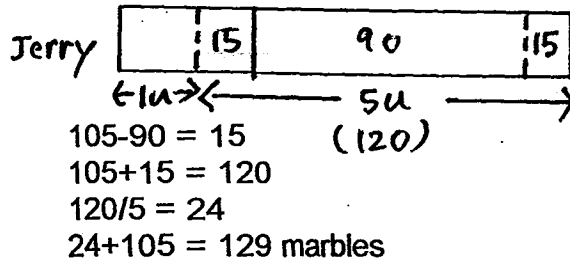 Jerry 15 90 15
1u 5u
(120)
105-90 = 15
105+15 = 120
120/5 = 24
24+105 = 129 marbles